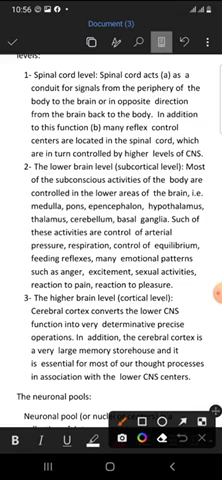 10:56
Document (3)
levels:
1- Spinal cord level: Spinal cord acts (a) as a
conduit for signals from the periphery of the
body to the brain or in opposite direction
from the brain back to the body. In addition
to this function (b) many reflex control
centers are located in the spinal cord, which
are in turn controlled by higher levels of CNS.
2- The lower brain level (subcortical level): Most
of the subconscious activities of the body are
controlled in the lower areas of the brain, i.e.
medulla, pons, epencephalon, hypothalamus,
thalamus, cerebellum, basal ganglia. Such of
these activities are control of arterial
pressure, respiration, control of equilibrium,
feeding reflexes, many emotional patterns
such as anger, excitement, sexual activities,
reaction to pain, reaction to pleasure.
3- The higher brain level (cortical level):
Cerebral cortex converts the lower CNS
function into very determinative precise
operations. In addition, the cerebral cortex is
a very large memory storehouse and it
is essential for most of our thought processes
in association with the lower CNS centers.
The neuronal pools:
Neuronal pool (or nuclei
B I U A